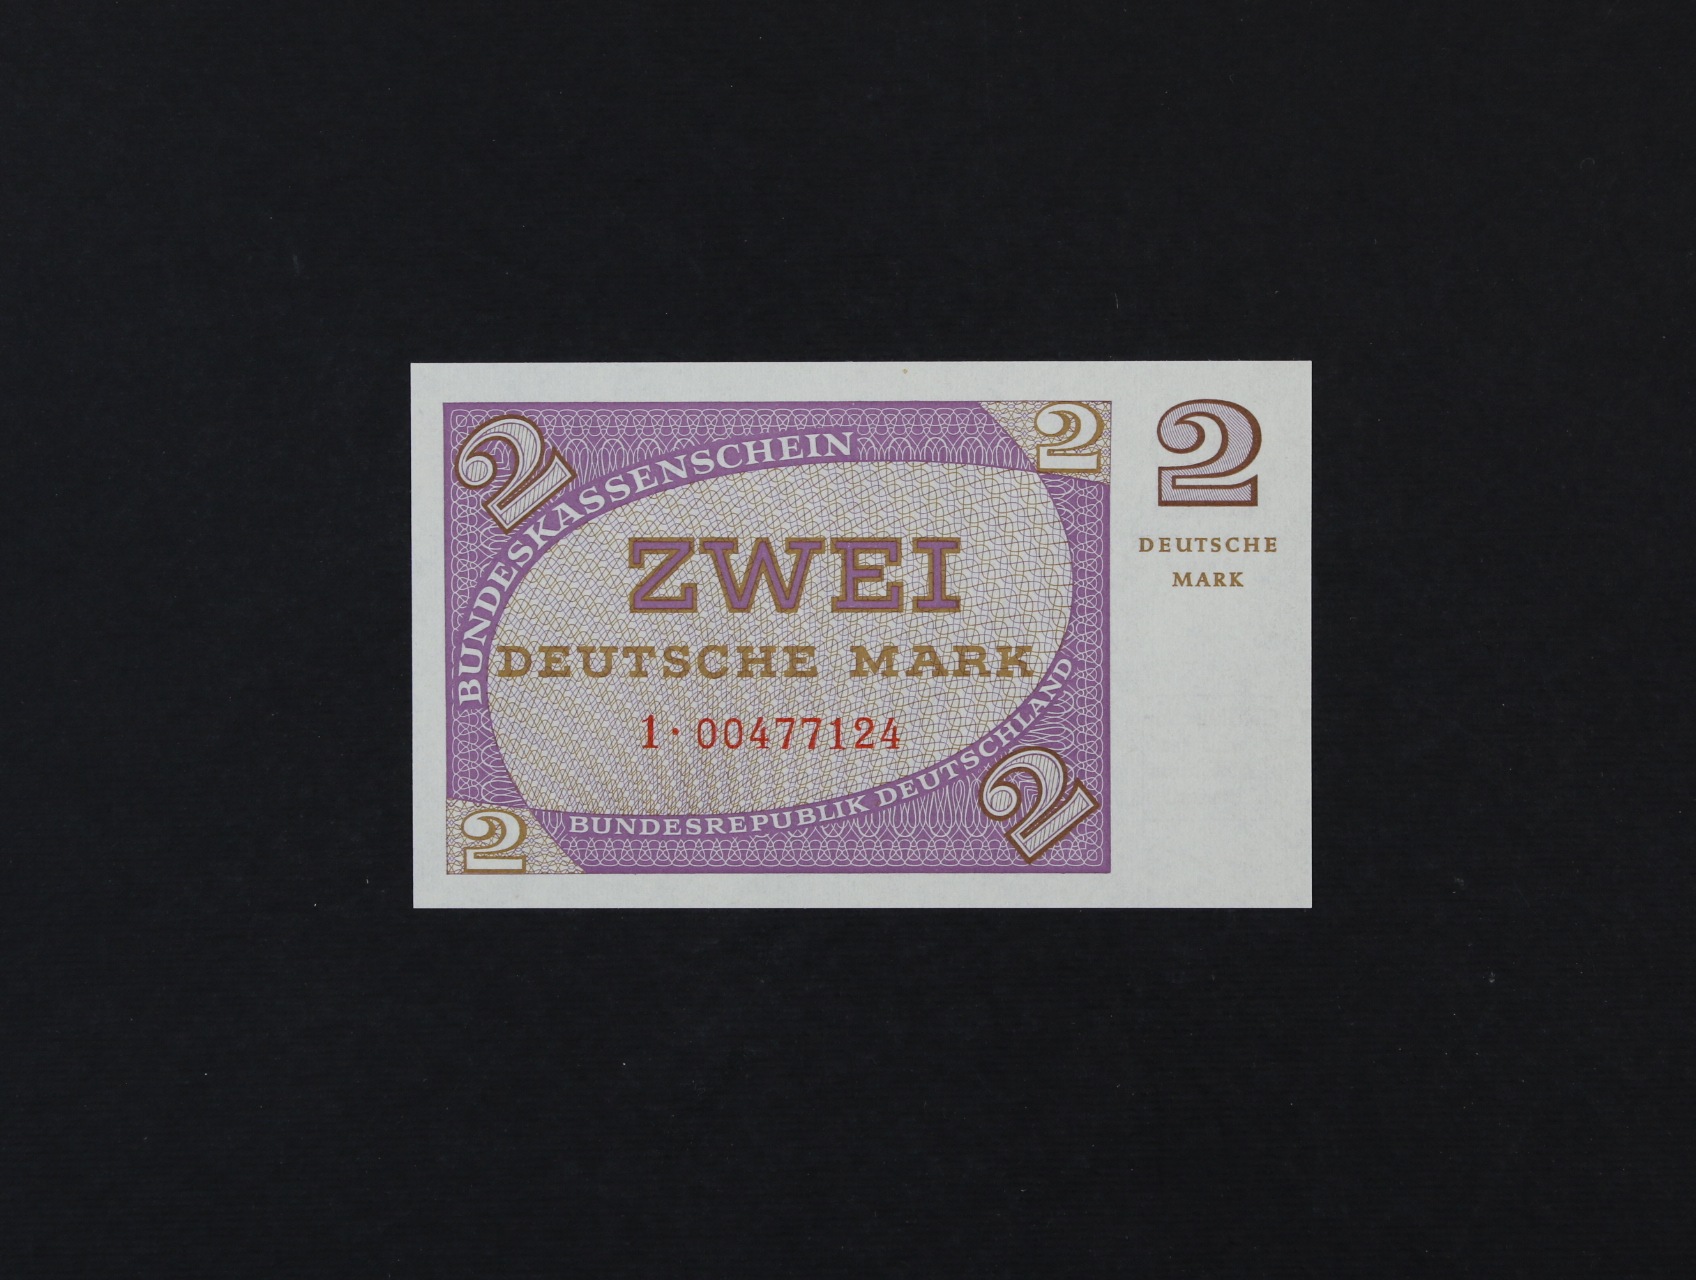 BUNDESKASSENSCHEIN
2
2
2
DEUTSCHE
MARK
ZWEI
DEUTSCHE MARK
1·00477124
BUNDESREPUBLIK DEUTSCHLAND
2
2